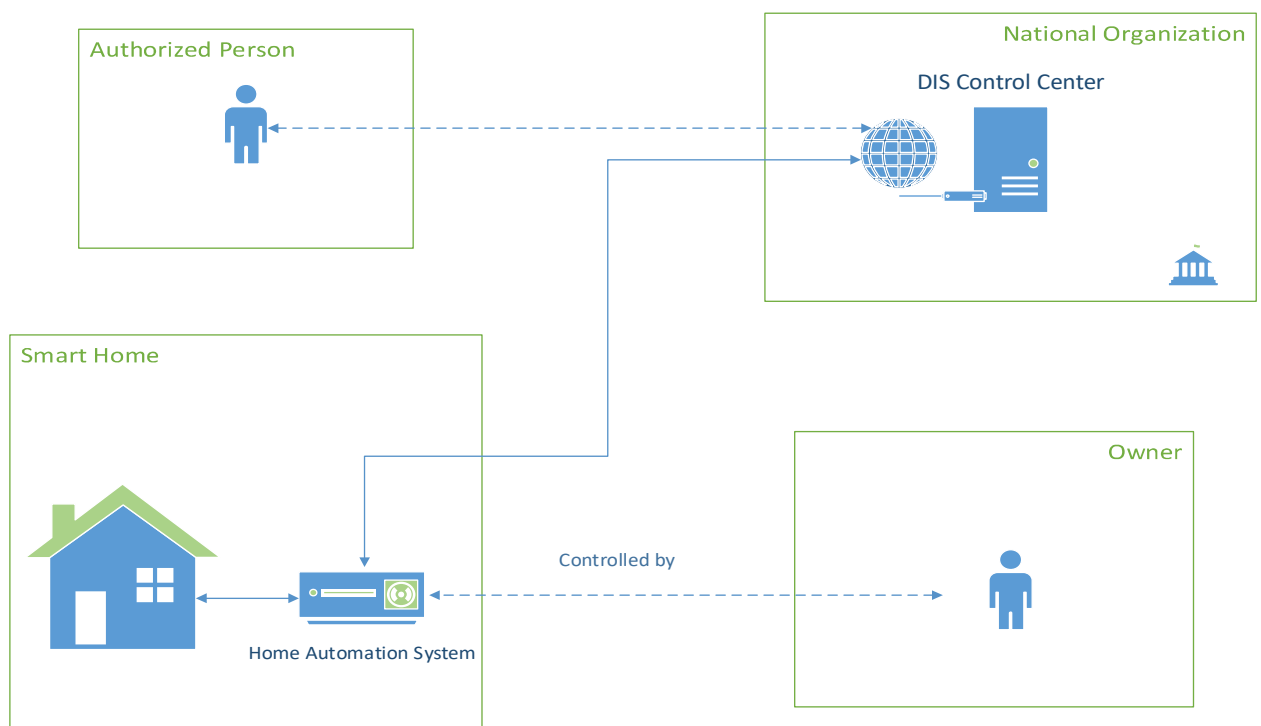 Authorized Person
National Organization
DIS Control Center
Smart Home
Owner
Controlled by
Home Automation System